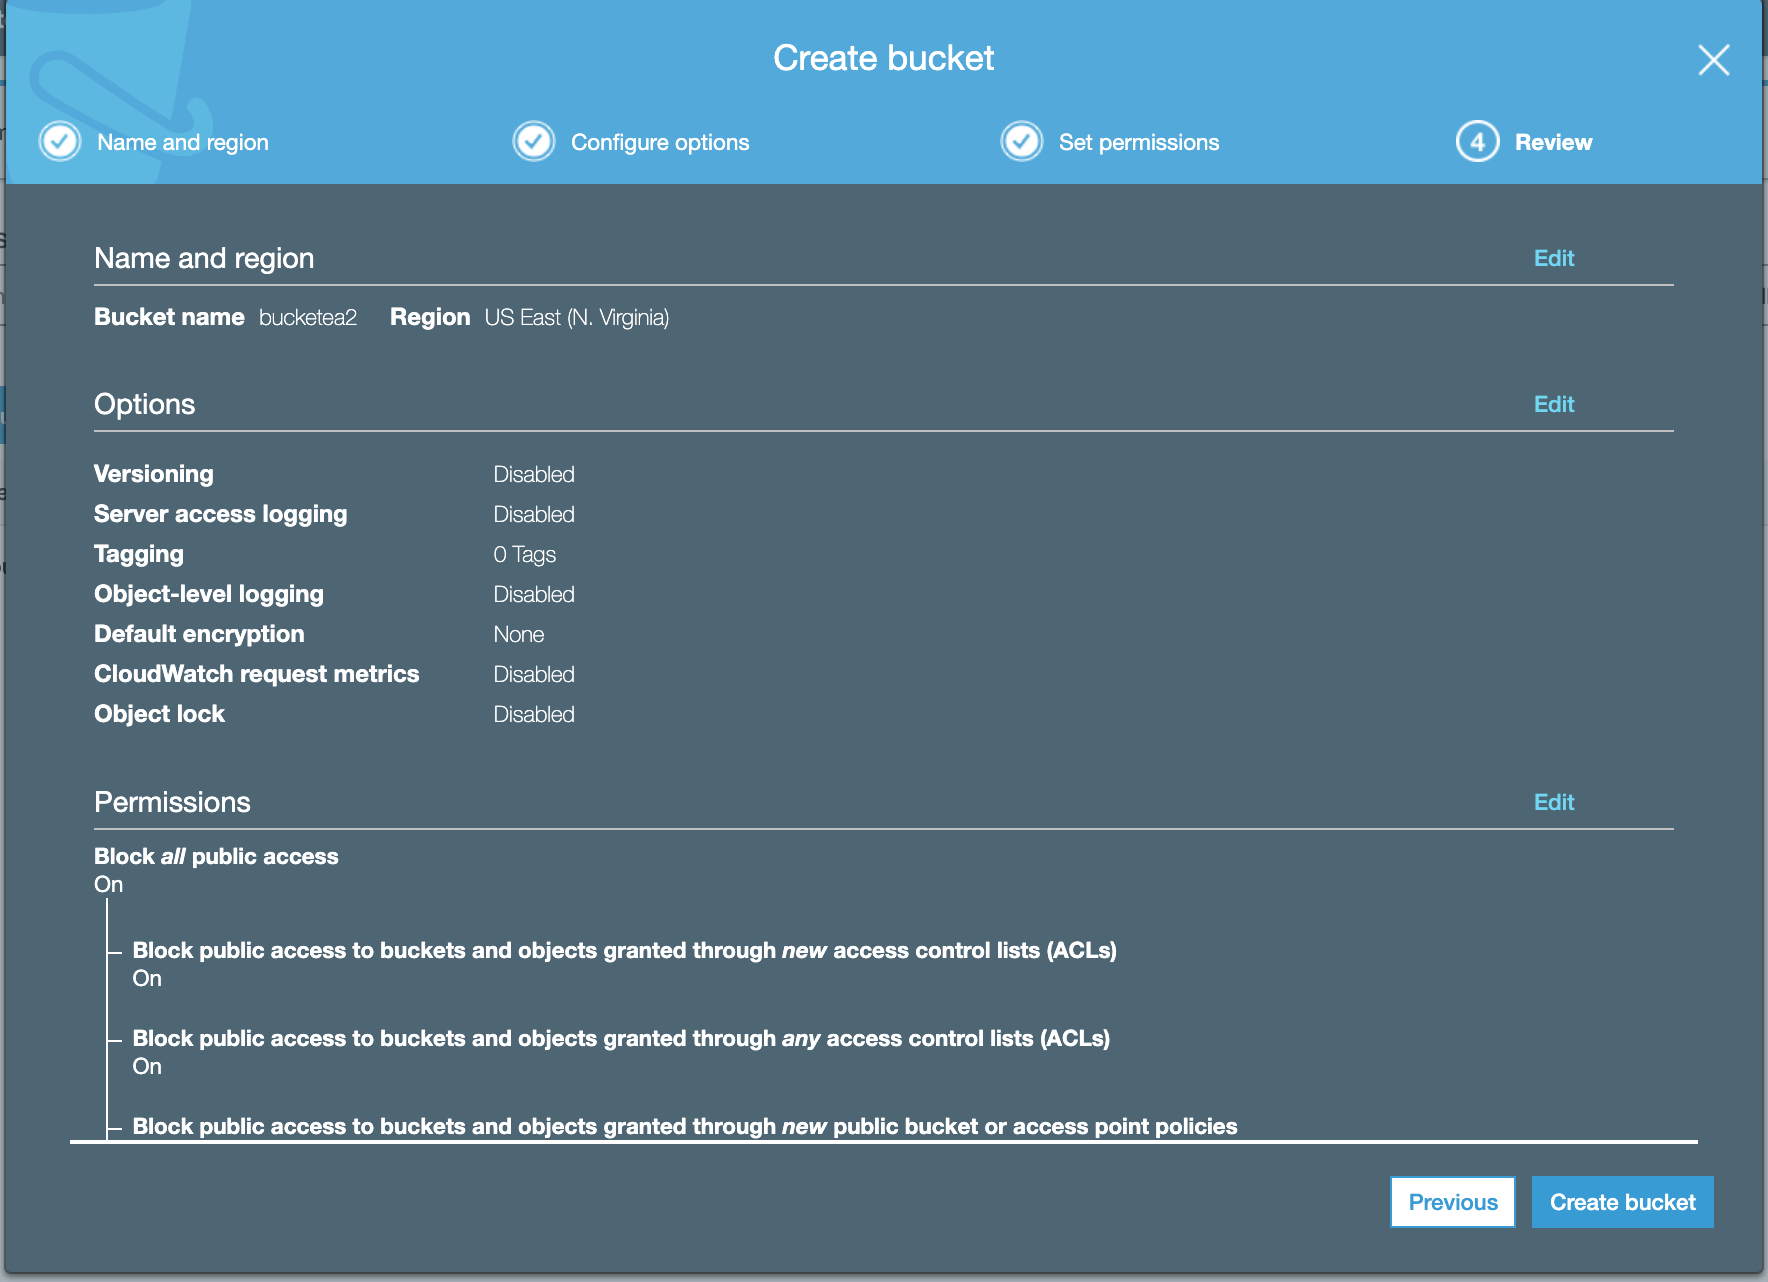 Create bucket
Name and region
Configure options
Set permissions
4 Review
Name and region Edit
Bucket name bucketea2 Region US East (N. Virginia)
Options Edit
Versioning Disabled
Server access logging Disabled
Tagging 0 Tags
Object-level logging Disabled
Default encryption None
CloudWatch request metrics Disabled
Object lock Disabled
Permissions Edit
Block all public access
On
Block public access to buckets and objects granted through new access control lists (ACLs)
On
Block public access to buckets and objects granted through any access control lists (ACLs)
On
Block public access to buckets and objects granted through new public bucket or access point policies
Previous Create bucket